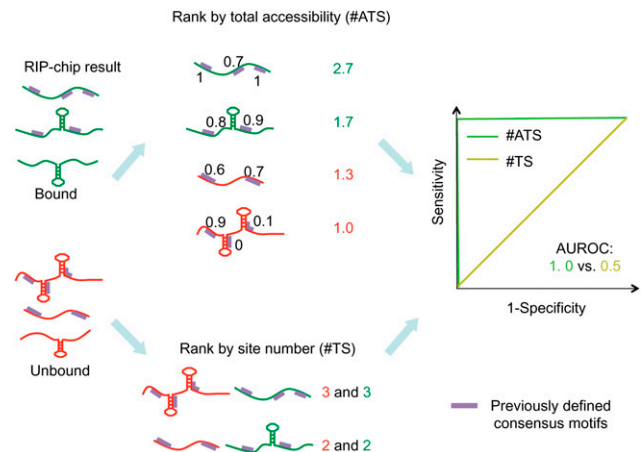 Rank by total accessibility (#ATS)
RIP-chip result
Bound
Unbound
1
0.7
1
2.7
0.8
0.9
1.7
0.6
0.7
1.3
0.9
0.1
0
1.0
Rank by site number (#TS)
3 and 3
2 and 2
Sensitivity
#ATS
#TS
AUROC:
1. 0 vs. 0.5
1-Specificity
Previously defined
consensus motifs